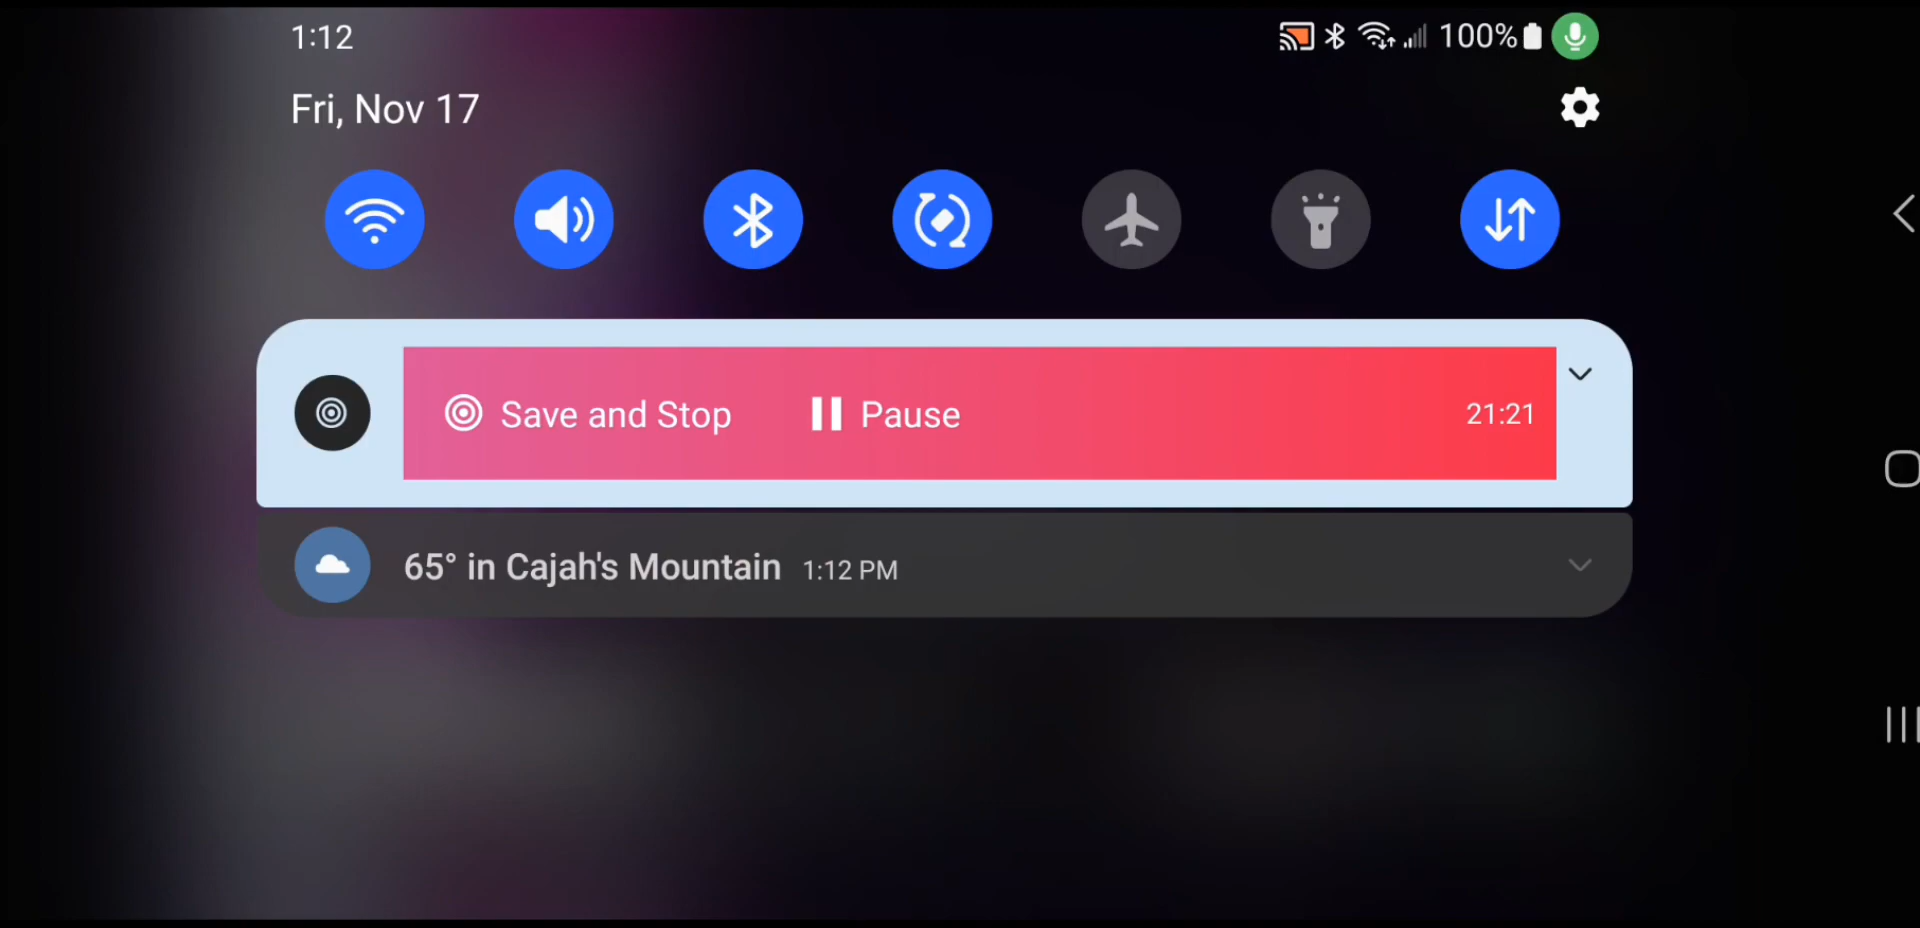 1:12
100%
Fri, Nov 17
Save and Stop
Pause
21:21
65° in Cajah's Mountain 1:12 PM